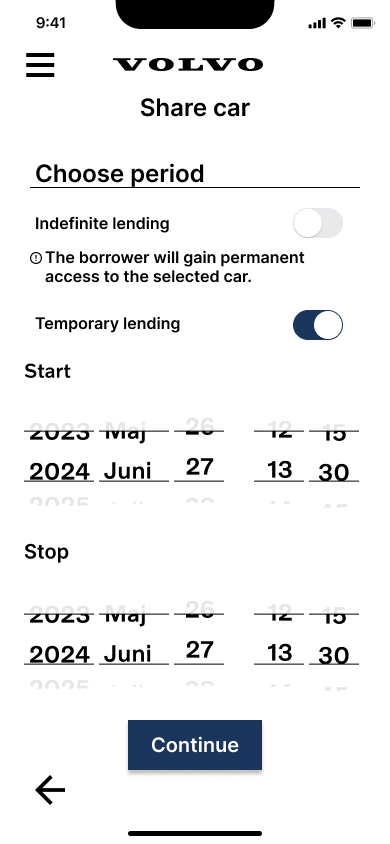 9:41
VOLVO
Share car
Choose period
Indefinite lending
The borrower will gain permanent
access to the selected car.
Temporary lending
Start
2023 Maj 26 12 15
2024 Juni 27 13 30
2025
Stop
2023 Maj 26 12 15
2024 Juni 27 13 30
2025
Continue